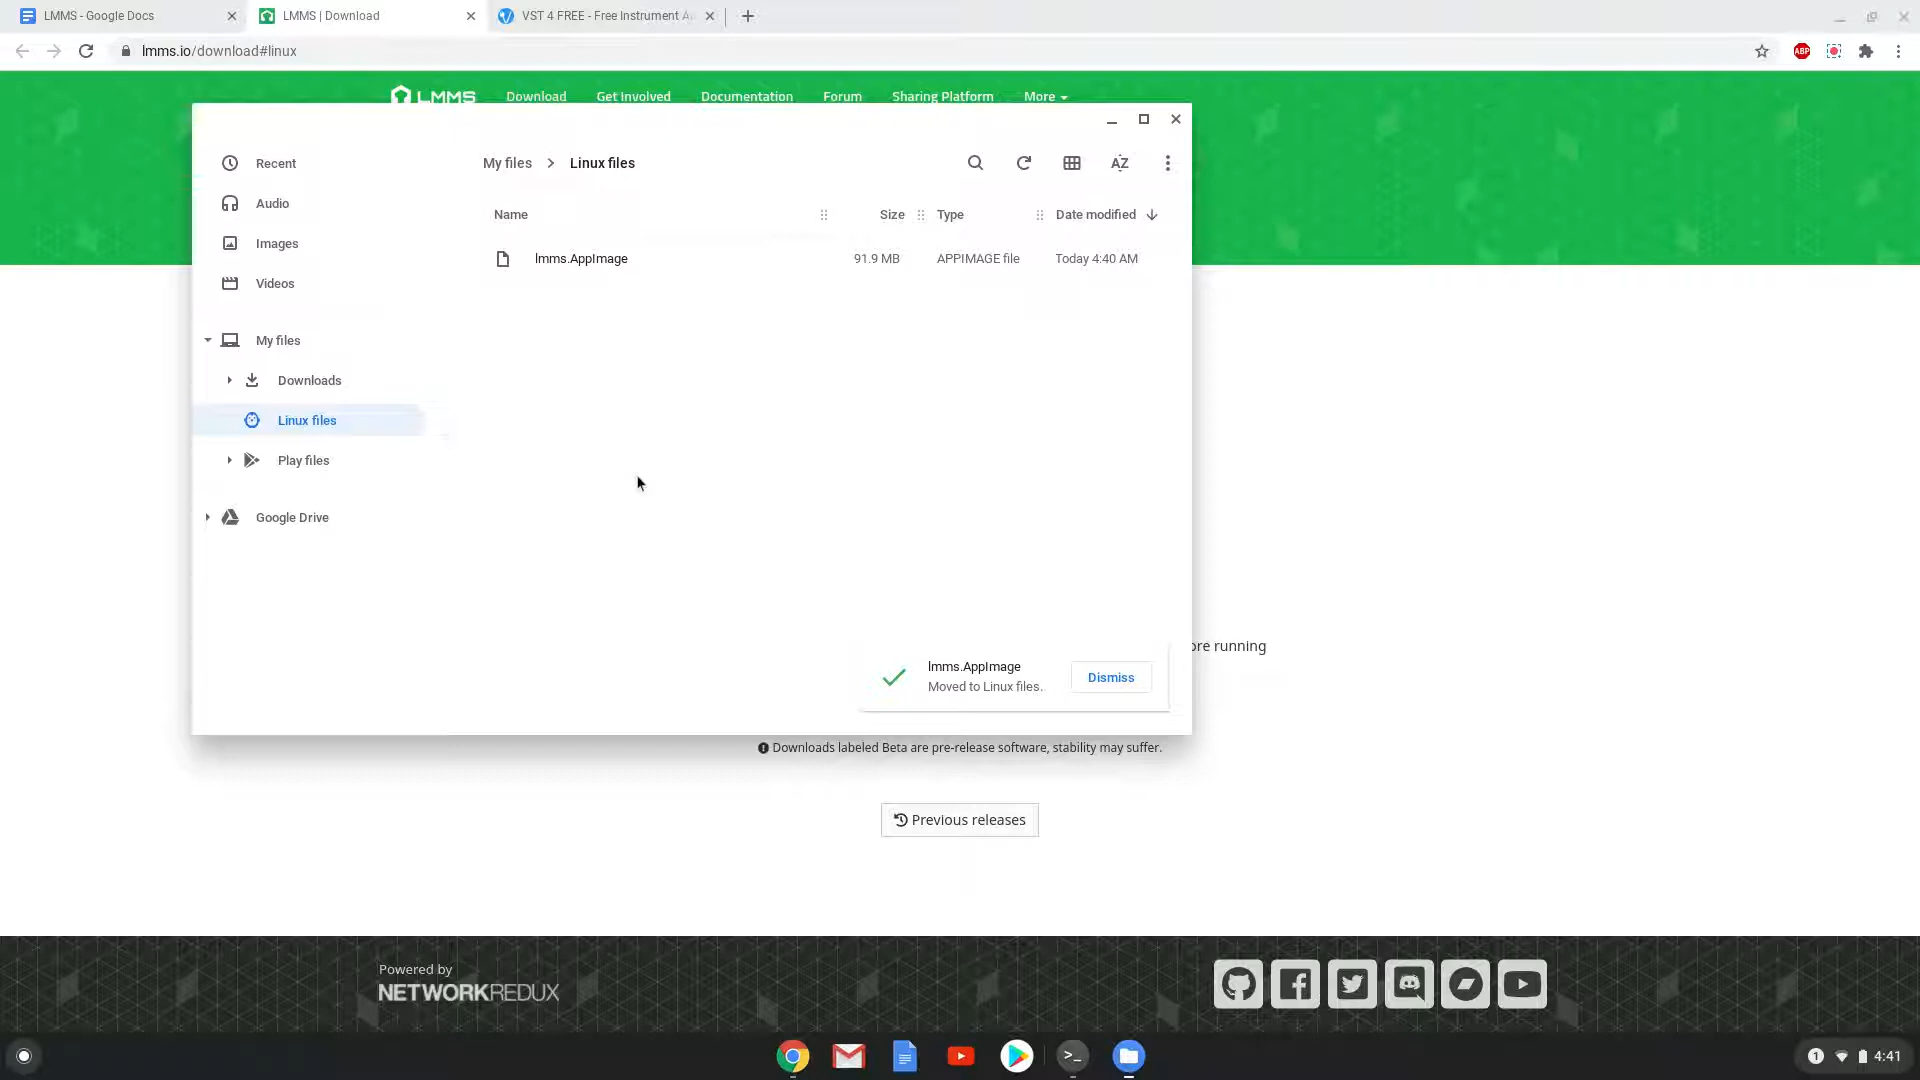 LMMS - Google Docs
LMMS | Download
VST 4 FREE - Free Instrument
lmms.io/download#linux
ABP
LMMS
Download
Get Involved
Documentation
Forum
Sharing Platform
More
Recent
Audio
Images
Videos
My files
Downloads
Linux files
Play files
Google Drive
My files > Linux files
AZ
Name
Size
Type
Date modified
lmms.AppImage
91.9 MB
APPIMAGE file
Today 4:40 AM
lmms.AppImage
Moved to Linux files.
Dismiss
running
Downloads labeled Beta are pre-release software, stability may suffer.
Previous releases
Powered by
NETWORKREDUX
1
4:41